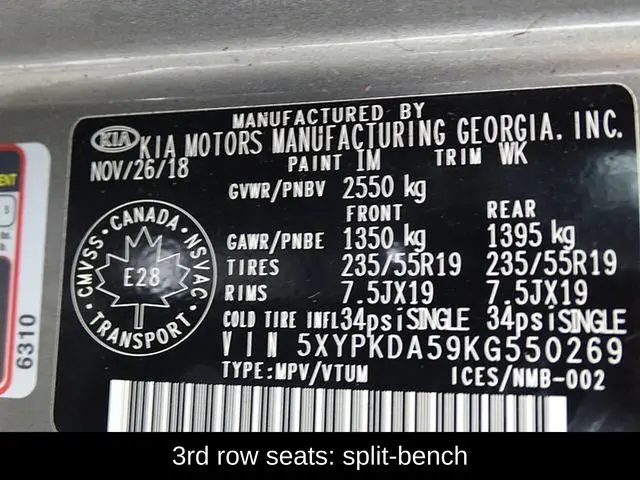 MANUFACTURED BY
KIA KIA MOTORS MANUFACTURING GEORGIA. INC.
NOV/26/18 PAINT IM TRIM WK
GVWR/PNBV 2550 kg
FRONT REAR
GAWR/PNBE 1350 kg 1395 kg
TIRES 235/55R19 235/55R19
RIMS 7.5JX19 7.5JX19
COLD TIRE INFL 34psi SINGLE 34psi SINGLE
VIN 5XYPKDA59KG550269
TYPE:MPV/VTUM ICES/NMB-002
CMVSS · CANADA · NSVAC
E28
TRANSPORT
6310
3rd row seats: split-bench